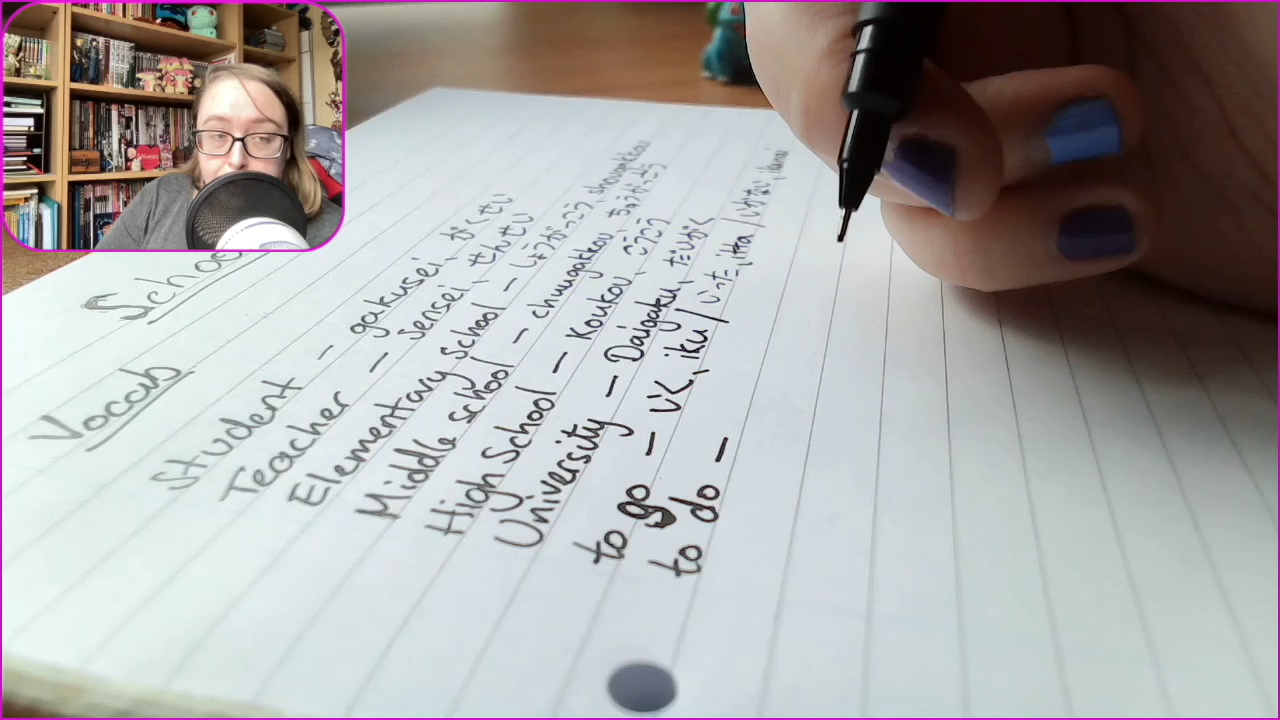 School
Vocab
Student - gakusei, がくせい
Teacher - Sensei, せんせい
Elementary School - しょうがっこう, shougakkou
Middle school - chuugakkou, ちゅうがっこう
High School - Koukou, こうこう
University - Daigaku, だいがく
to go - いく, iku / いった, itta / いかない, ikanai
to do -